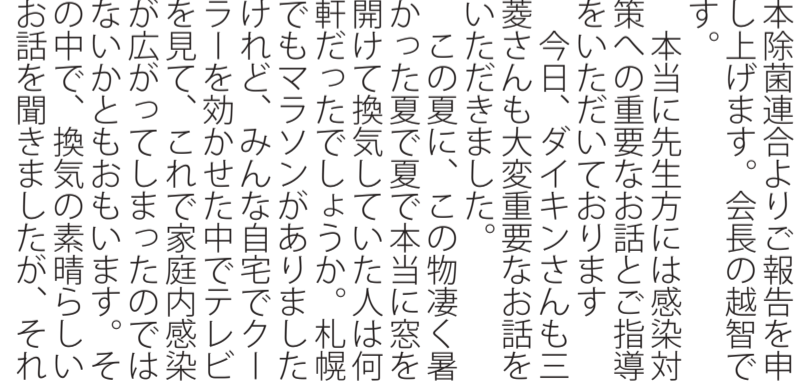 本除菌連合よりご報告を申
し上げます。会長の越智で
す。
本当に先生方には感染対
策への重要なお話とご指導
をいただいております
今日、ダイキンさんも三
菱さんも大変重要なお話を
いただきました。
この夏に、この物凄く暑
かった夏で夏で本当に窓を
開けて換気していた人は何
軒だったでしょうか。札幌
でもマラソンがありました
けれど、みんな自宅でクー
ラーを効かせた中でテレビ
を見て、これで家庭内感染
が広がってしまったのでは
ないかともおもいます。そ
の中で、換気の素晴らしい
お話を聞きましたが、それ